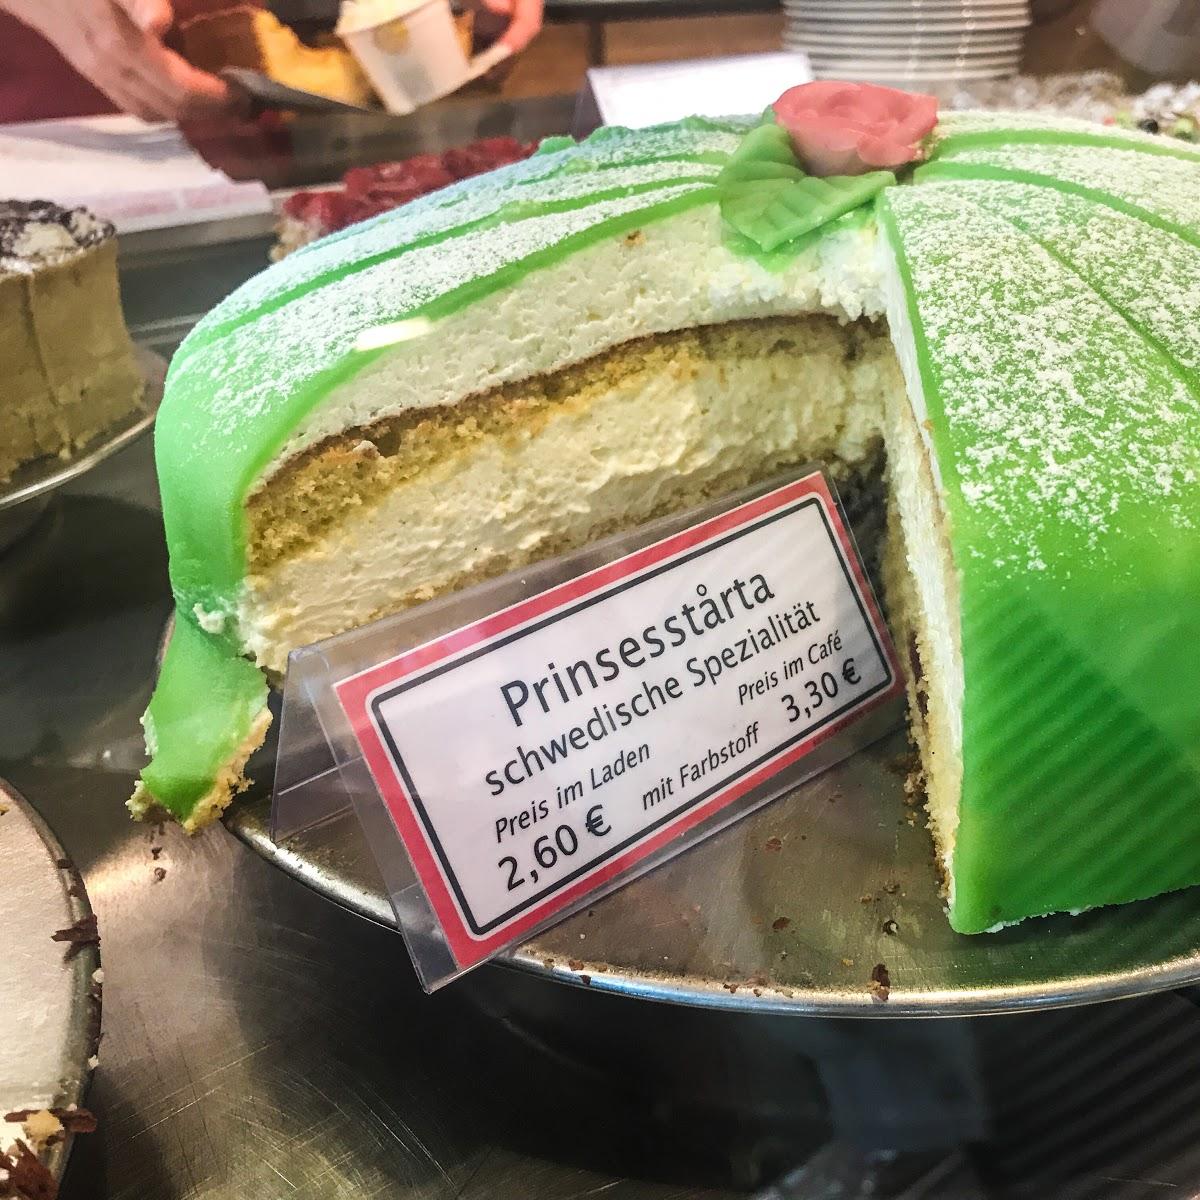 Prinsesstårta
schwedische Spezialität
Preis im Laden
Preis im Café
2,60 €
mit Farbstoff
3,30 €